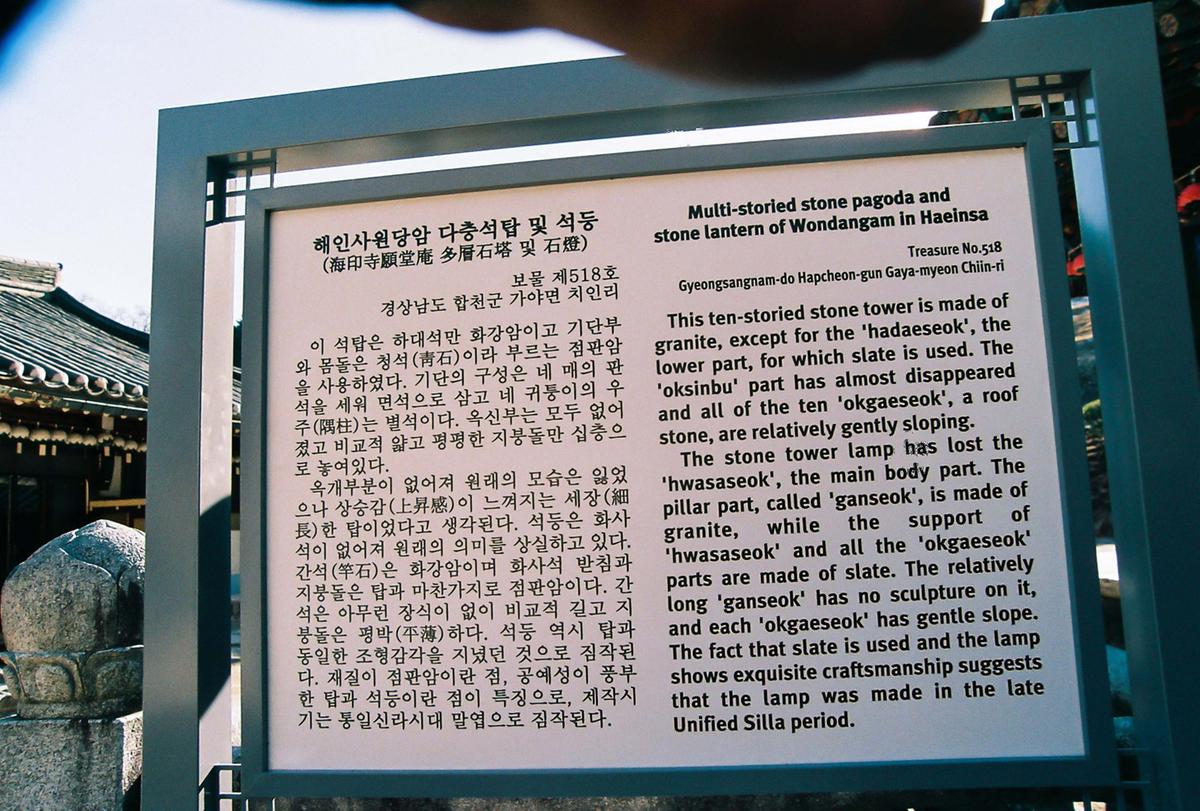 해인사원당암 다층석탑 및 석등
(海印寺願堂庵 多層石塔 및 石燈)
보물 제518호
경상남도 합천군 가야면 치인리
이 석탑은 하대석만 화강암이고 기단부
와 몸돌은 청석(靑石)이라 부르는 점판암
을 사용하였다. 기단의 구성은 네 매의 판
석을 세워 면석으로 삼고 네 귀퉁이의 우
주(隅柱)는 별석이다. 옥신부는 모두 없어
졌고 비교적 얇고 평평한 지붕돌만 십층으
로 놓여있다.
옥개부분이 없어져 원래의 모습은 잃었
으나 상승감(上昇感)이 느껴지는 세장(細
長)한 탑이었다고 생각된다. 석등은 화사
석이 없어져 원래의 의미를 상실하고 있다.
간석(竿石)은 화강암이며 화사석 받침과
지붕돌은 탑과 마찬가지로 점판암이다. 간
석은 아무런 장식이 없이 비교적 길고 지
붕돌은 평박(平薄)하다. 석등 역시 탑과
동일한 조형감각을 지녔던 것으로 짐작된
다. 재질이 점판암이란 점, 공예성이 풍부
한 탑과 석등이란 점이 특징으로, 제작시
기는 통일신라시대 말엽으로 짐작된다.
Multi-storied stone pagoda and
stone lantern of Wondangam in Haeinsa
Treasure No.518
Gyeongsangnam-do Hapcheon-gun Gaya-myeon Chiin-ri
This ten-storied stone tower is made of
granite, except for the 'hadaeseok', the
lower part, for which slate is used. The
'oksinbu' part has almost disappeared
and all of the ten 'okgaeseok', a roof
stone, are relatively gently sloping.
The stone tower lamp has lost the
'hwasaseok', the main body part. The
pillar part, called 'ganseok', is made of
granite, while the support of
'hwasaseok' and all the 'okgaeseok'
parts are made of slate. The relatively
long 'ganseok' has no sculpture on it,
and each 'okgaeseok' has gentle slope.
The fact that slate is used and the lamp
shows exquisite craftsmanship suggests
that the lamp was made in the late
Unified Silla period.